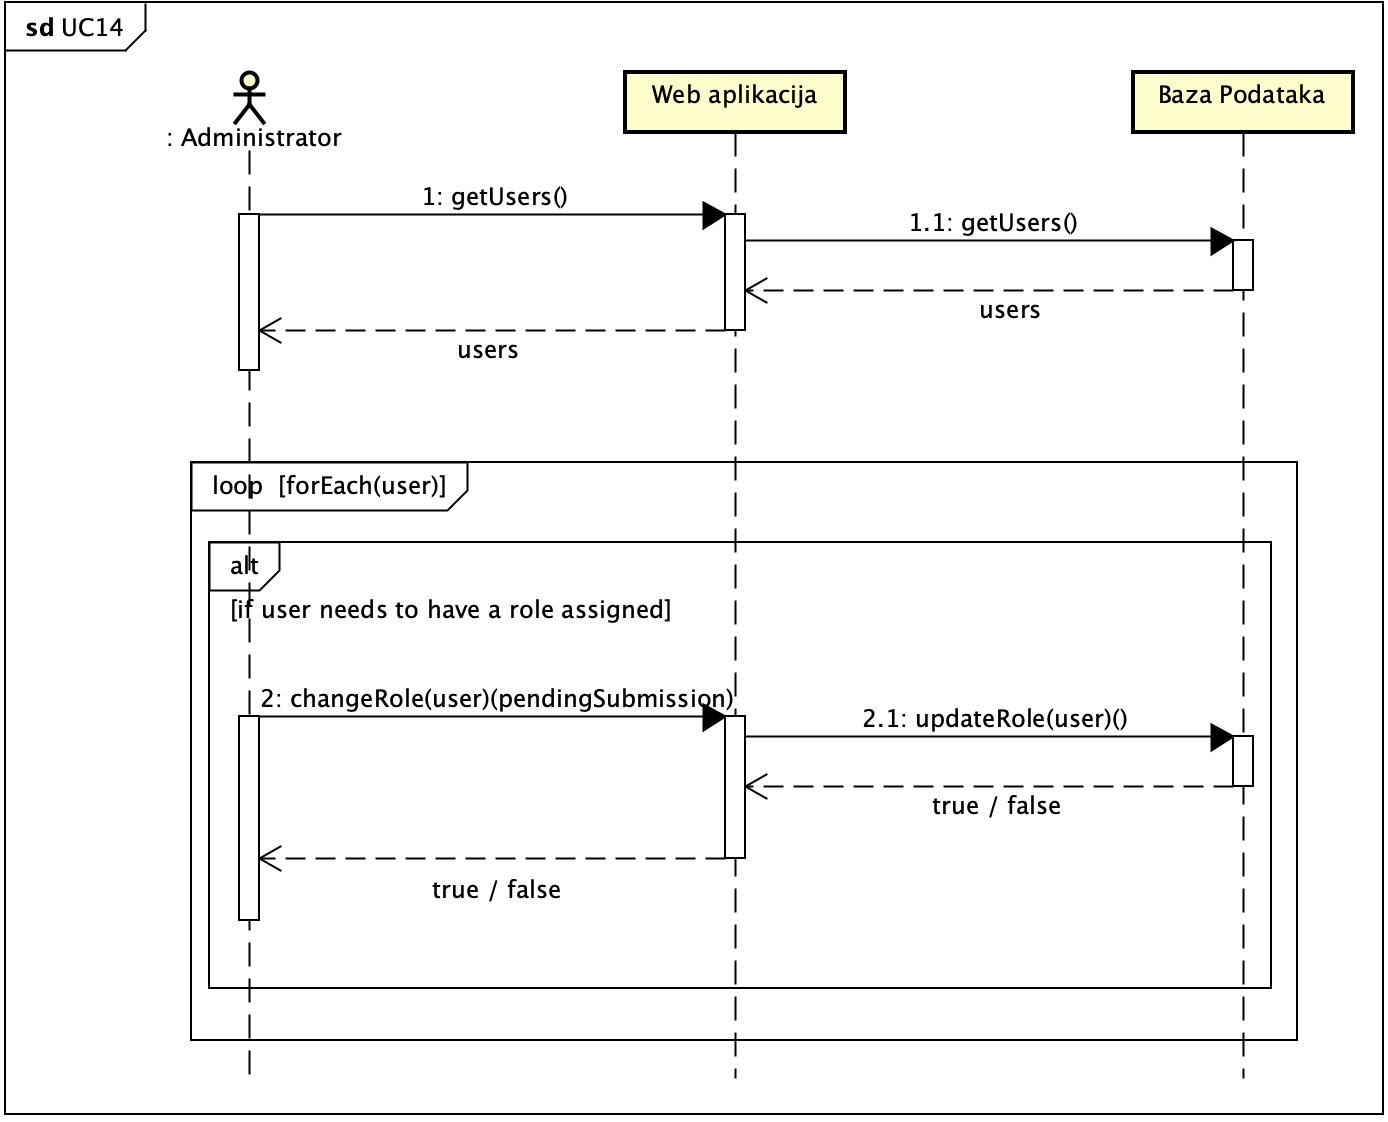 sd UC14
: Administrator
Web aplikacija
Baza Podataka
1: getUsers()
1.1: getUsers()
users
users
loop [forEach(user)]
alt
[if user needs to have a role assigned]
2: changeRole(user)(pendingSubmission)
2.1: updateRole(user)()
true / false
true / false